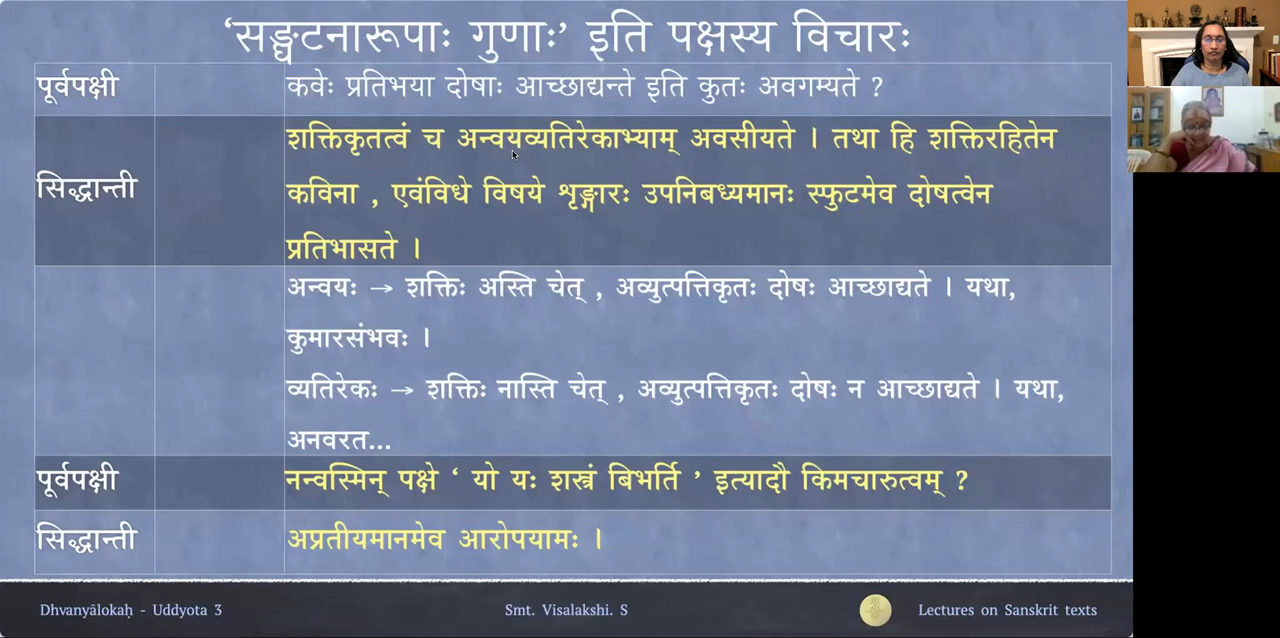 ‘सङ्घटनारूपाः गुणाः’ इति पक्षस्य विचारः
पूर्वपक्षी कवेः प्रतिभया दोषाः आच्छाद्यन्ते इति कुतः अवगम्यते ?
शक्तिकृतत्वं च अन्वयव्यतिरेकाभ्याम् अवसीयते । तथा हि शक्तिरहितेन
सिद्धान्ती कविना , एवंविधे विषये शृङ्गारः उपनिबध्यमानः स्फुटमेव दोषत्वेन
प्रतिभासते ।
अन्वयः → शक्तिः अस्ति चेत् , अव्युत्पत्तिकृतः दोषः आच्छाद्यते । यथा,
कुमारसंभवः ।
व्यतिरेकः → शक्तिः नास्ति चेत् , अव्युत्पत्तिकृतः दोषः न आच्छाद्यते । यथा,
अनवरत...
पूर्वपक्षी नन्वस्मिन् पक्षे ‘ यो यः शस्त्रं बिभर्ति ’ इत्यादौ किमचारुत्वम् ?
सिद्धान्ती अप्रतीयमानमेव आरोपयामः ।
Dhvanyālokaḥ - Uddyota 3 Smt. Visalakshi. S Lectures on Sanskrit texts